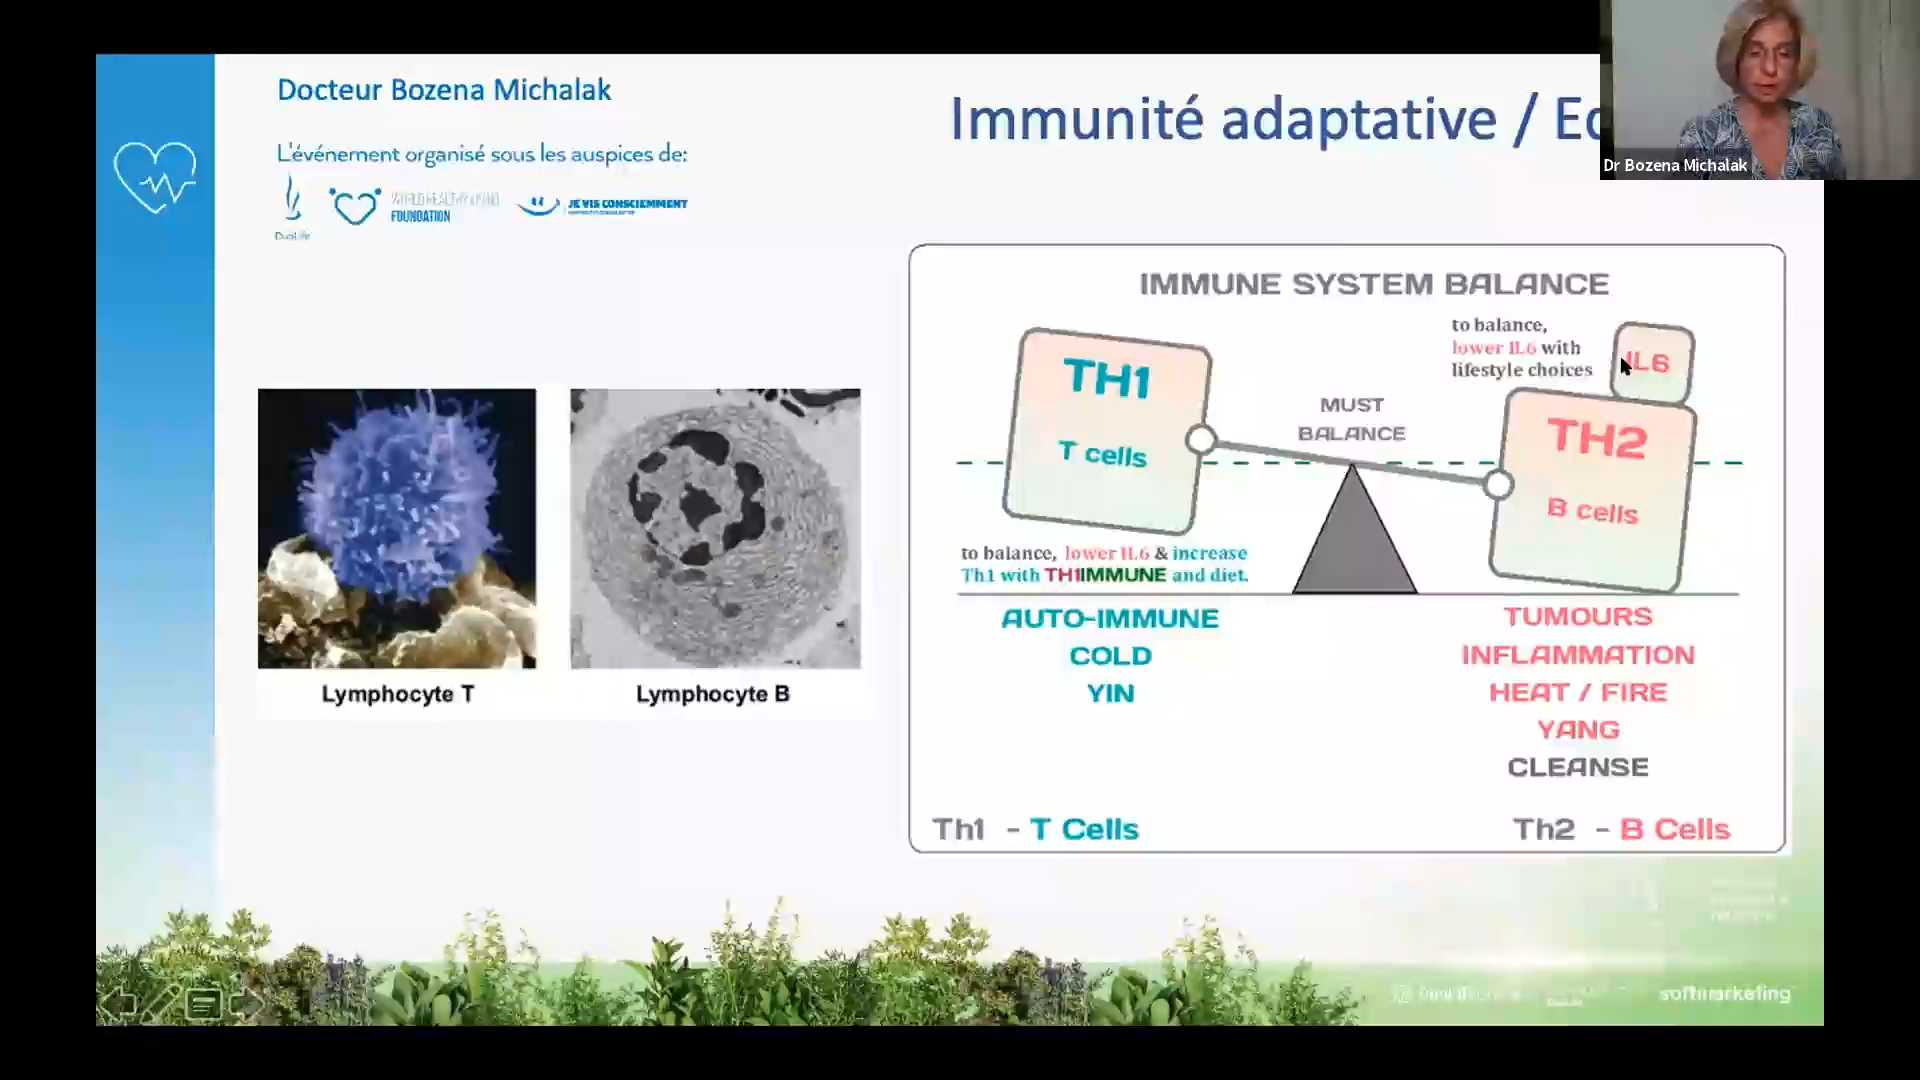 Docteur Bozena Michalak
L'événement organisé sous les auspices de:
DuoLife
WORLD HEALTHY LIVING
FOUNDATION
JE VIS CONSCIEMMENT
Immunité adaptative / Ec
Dr Bozena Michalak
IMMUNE SYSTEM BALANCE
to balance,
lower IL6 with
lifestyle choices
IL6
TH1
T cells
MUST
BALANCE
TH2
B cells
to balance, lower IL6 & increase
Th1 with TH1IMMUNE and diet.
AUTO-IMMUNE
COLD
YIN
TUMOURS
INFLAMMATION
HEAT / FIRE
YANG
CLEANSE
Th1 - T Cells
Th2 - B Cells
Lymphocyte T
Lymphocyte B
softmarketing